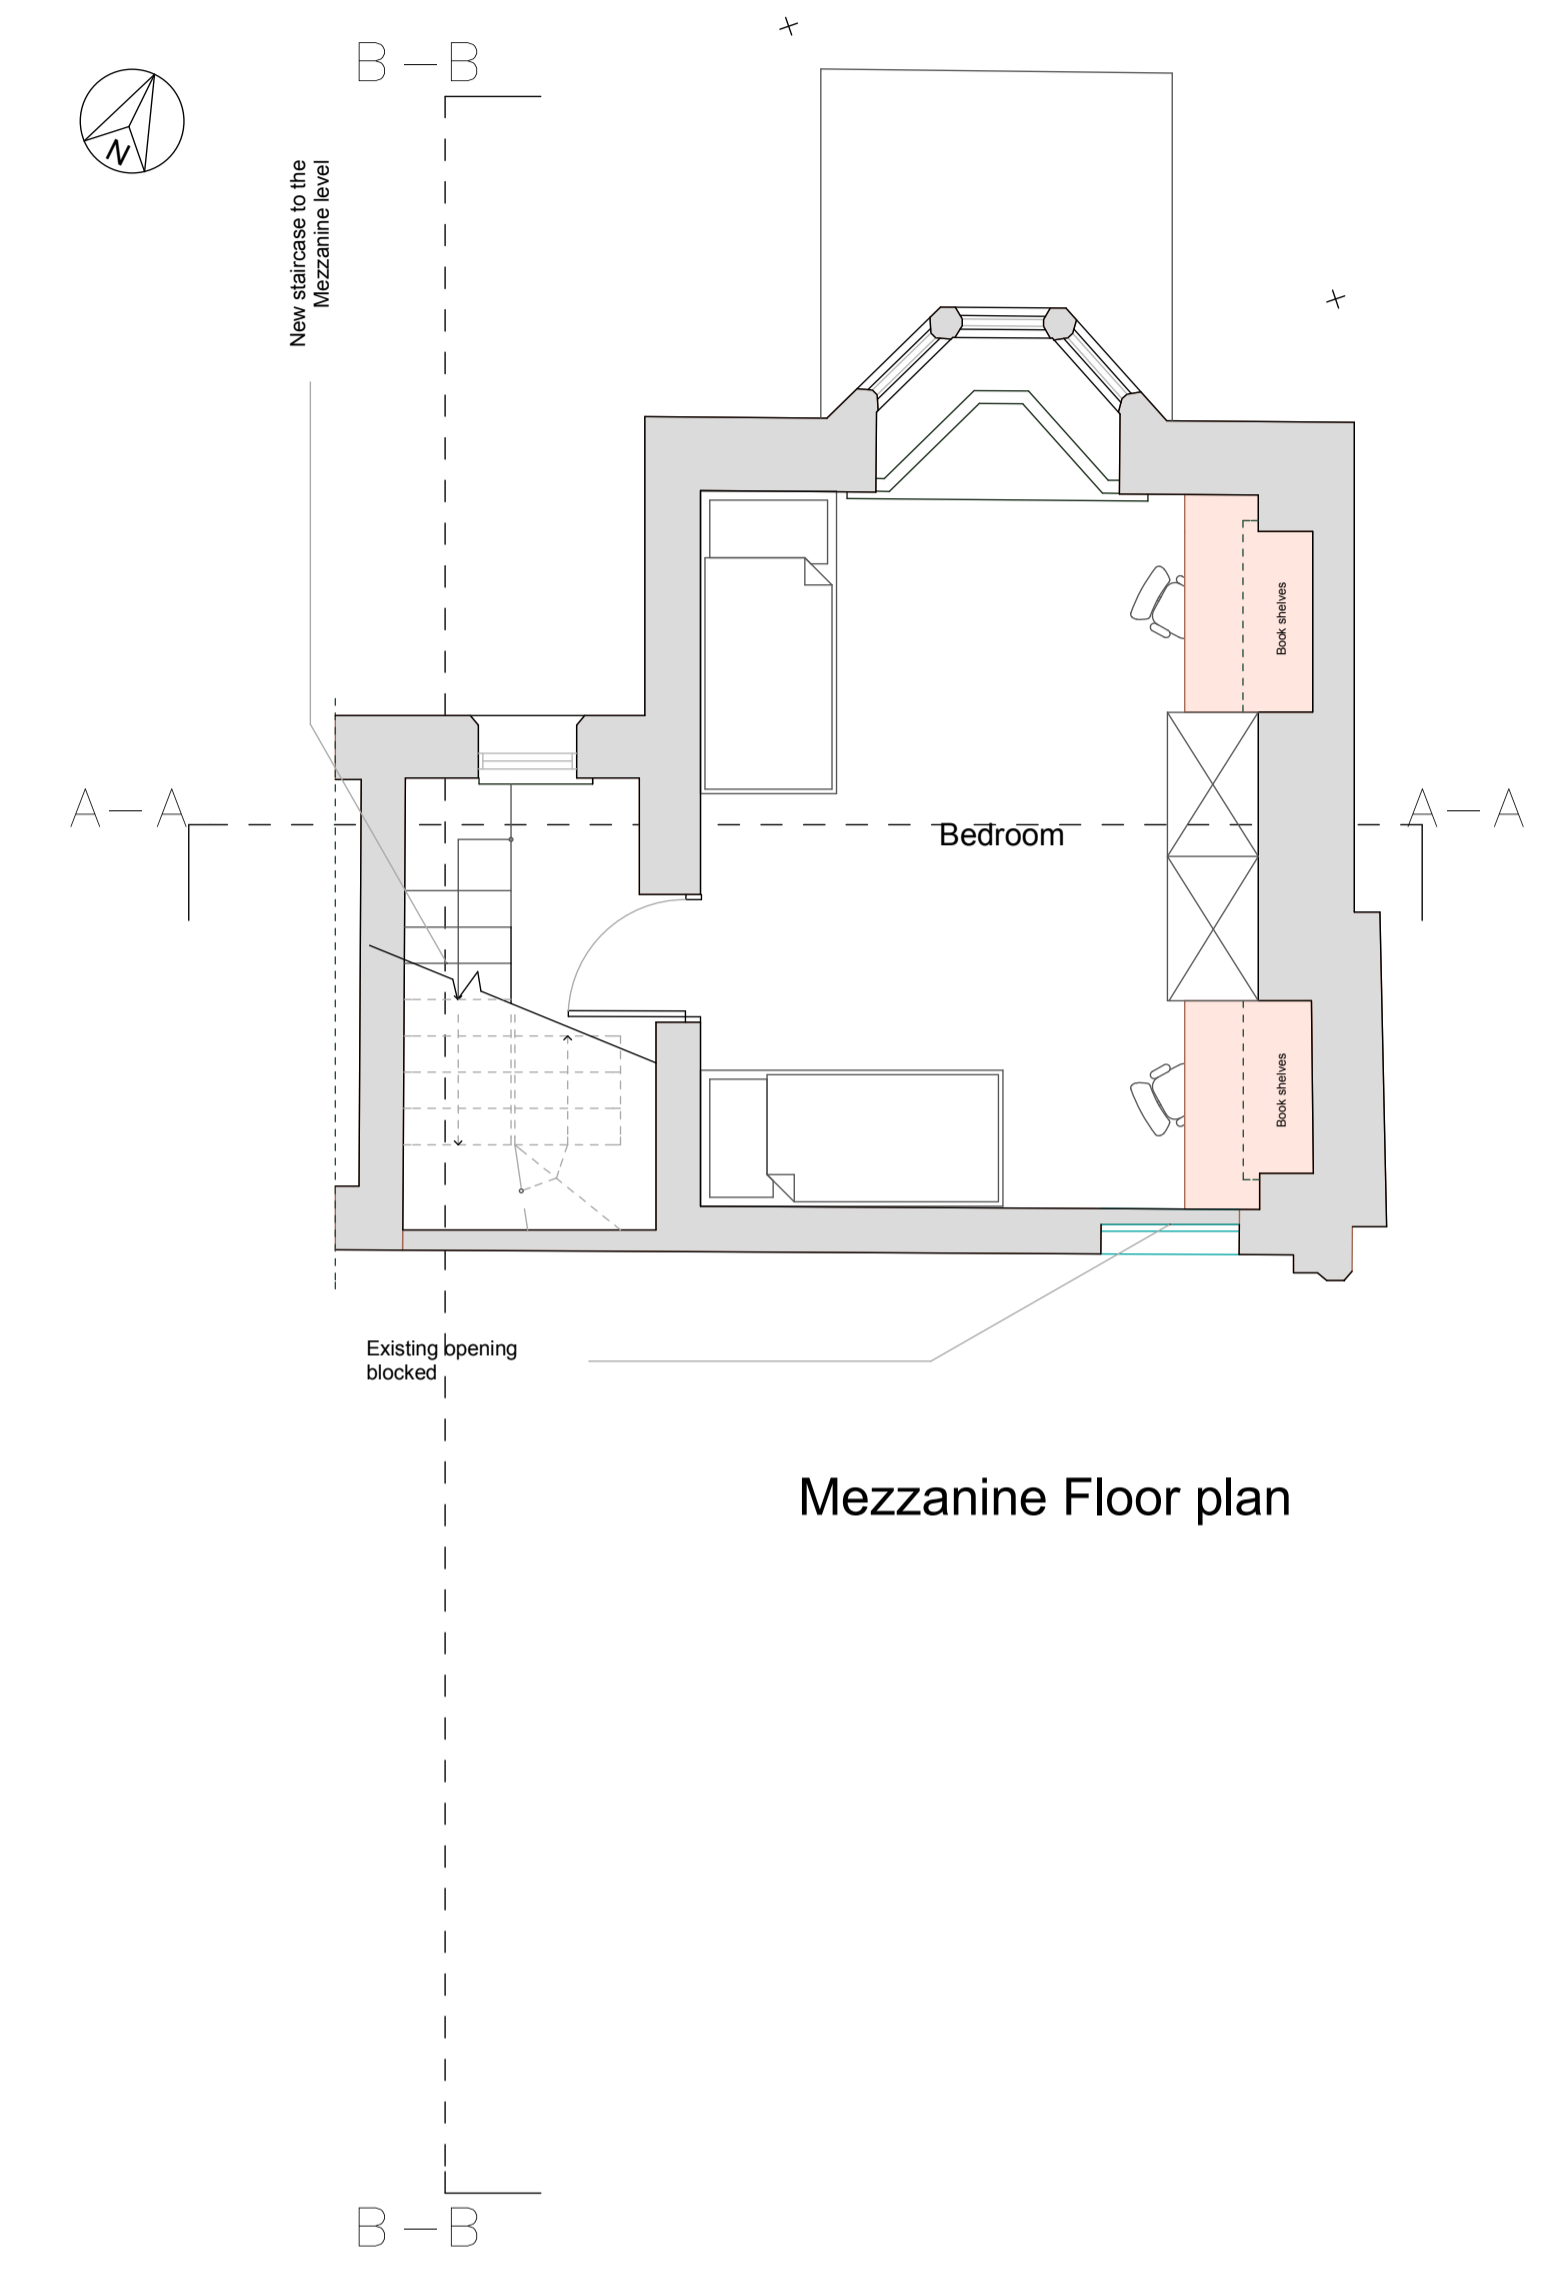 B-B
N
New staircase to the
Mezzanine level
Book shelves
A-A
A-A
Bedroom
Book shelves
Existing opening
blocked
Mezzanine Floor plan
B-B